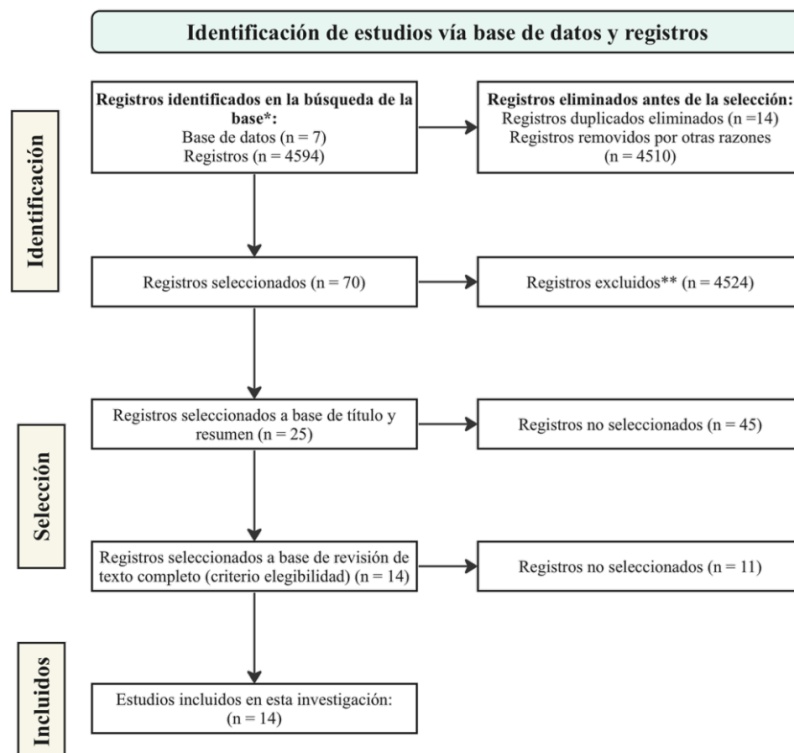 Identificación de estudios vía base de datos y registros
Identificación
Registros identificados en la búsqueda de la
base*:
Base de datos (n = 7)
Registros (n = 4594)
Registros eliminados antes de la selección:
Registros duplicados eliminados (n =14)
Registros removidos por otras razones
(n = 4510)
Registros seleccionados (n = 70)
Registros excluidos** (n = 4524)
Selección
Registros seleccionados a base de título y
resumen (n = 25)
Registros no seleccionados (n = 45)
Registros seleccionados a base de revisión de
texto completo (criterio elegibilidad) (n = 14)
Registros no seleccionados (n = 11)
Incluidos
Estudios incluidos en esta investigación:
(n = 14)